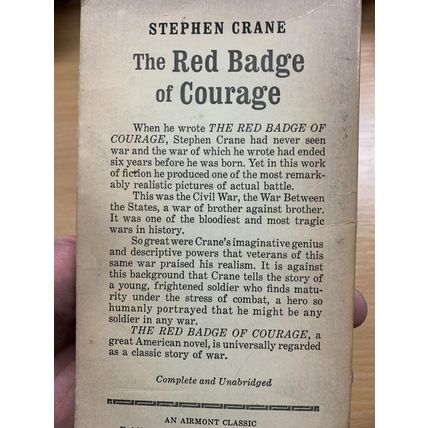 STEPHEN CRANE
The Red Badge
of Courage
When he wrote THE RED BADGE OF
COURAGE, Stephen Crane had never seen
war and the war of which he wrote had ended
six years before he was born. Yet in this work
of fiction he produced one of the most remark-
ably realistic pictures of actual battle.
This was the Civil War, the War Between
the States, a war of brother against brother.
It was one of the bloodiest and most tragic
wars in history.
So great were Crane's imaginative genius
and descriptive powers that veterans of this
same war praised his realism. It is against
this background that Crane tells the story of
a young, frightened soldier who finds matu-
rity under the stress of combat, a hero so
humanly portrayed that he might be any
soldier in any war.
THE RED BADGE OF COURAGE, a
great American novel, is universally regarded
as a classic story of war.
Complete and Unabridged
AN AIRMONT CLASSIC